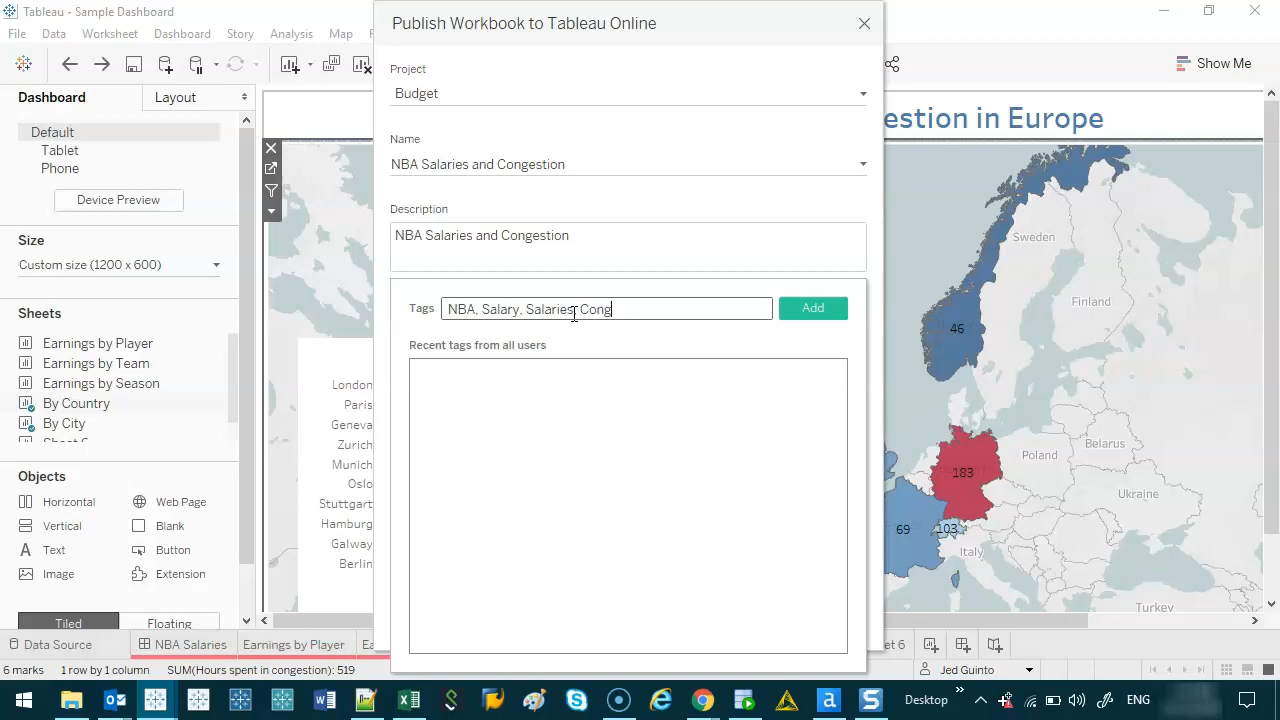 Tableau - Sample Dashboard
Publish Workbook to Tableau Online
File Data Worksheet Dashboard Story Analysis Map
Show Me
Dashboard Layout
Default
Tablet
Phone
Device Preview
Size
Custom size (1200 x 600)
Sheets
Earnings by Player
Earnings by Team
Earnings by Season
By Country
By City
Objects
Horizontal Web Page
Vertical Blank
Text Button
Image Extension
Tiled Floating
London
Paris
Geneva
Zurich
Munich
Oslo
Stuttgart
Hamburg
Galway
Berlin
Project
Budget
Name
NBA Salaries and Congestion
Description
NBA Salaries and Congestion
Tags NBA, Salary, Salaries, Cong Add
Recent tags from all users
estion in Europe
Sweden
Finland
46
Belarus
Poland
183
Ukraine
69
103
Italy
Turkey
Data Source NBA Salaries Earnings by Player Ea et 6
6 marks 1 row by 1 column SUM(Hours spent in congestion): 519 Jed Guinto
Desktop ENG